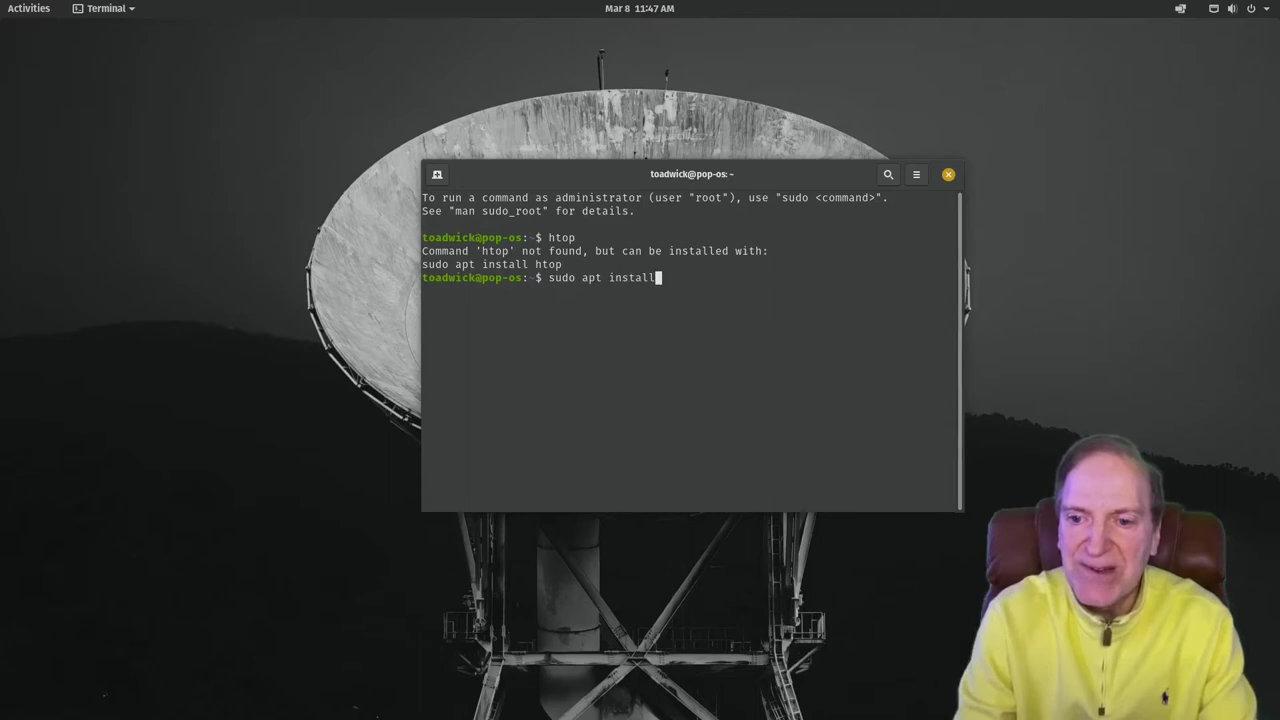 Activities Terminal Mar 8 11:47 AM
toadwick@pop-os: ~
To run a command as administrator (user "root"), use "sudo <command>".
See "man sudo_root" for details.
toadwick@pop-os:~$ htop
Command 'htop' not found, but can be installed with:
sudo apt install htop
toadwick@pop-os:~$ sudo apt install